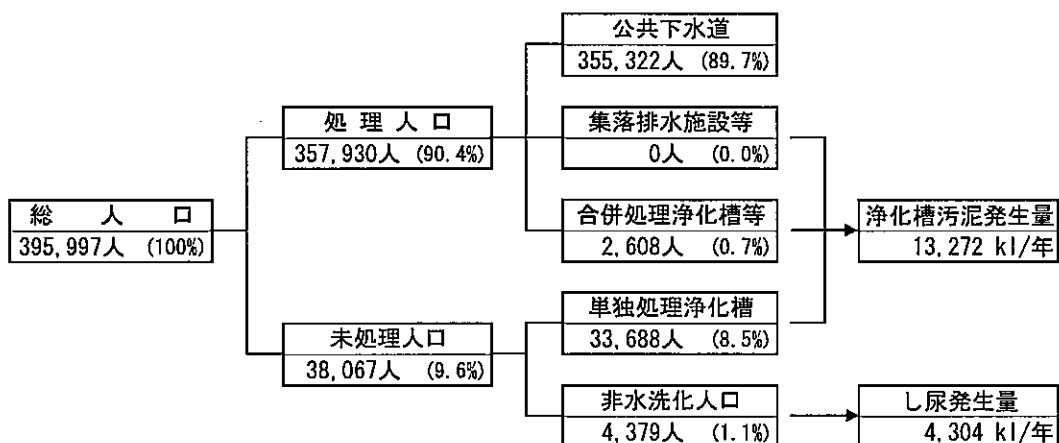 公共下水道
355,322人 (89.7%)
処理人口
357,930人 (90.4%)
集落排水施設等
0人 (0.0%)
総人口
395,997人 (100%)
合併処理浄化槽等
2,608人 (0.7%)
浄化槽汚泥発生量
13,272 kl/年
未処理人口
38,067人 (9.6%)
単独処理浄化槽
33,688人 (8.5%)
非水洗化人口
4,379人 (1.1%)
し尿発生量
4,304 kl/年